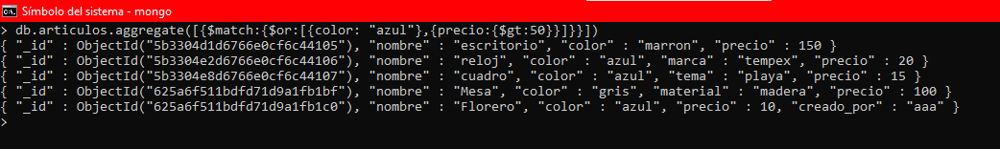 Símbolo del sistema - mongo
> db.articulos.aggregate([{$match:{$or:[{color: "azul"},{precio:{$gt:50}}]}}])
{ "_id" : ObjectId("5b3304d1d6766e0cf6c44105"), "nombre" : "escritorio", "color" : "marron", "precio" : 150 }
{ "_id" : ObjectId("5b3304e2d6766e0cf6c44106"), "nombre" : "reloj", "color" : "azul", "marca" : "tempex", "precio" : 20 }
{ "_id" : ObjectId("5b3304e8d6766e0cf6c44107"), "nombre" : "cuadro", "color" : "azul", "tema" : "playa", "precio" : 15 }
{ "_id" : ObjectId("625a6f511bdfd71d9a1fb1bf"), "nombre" : "Mesa", "color" : "gris", "material" : "madera", "precio" : 100 }
{ "_id" : ObjectId("625a6f511bdfd71d9a1fb1c0"), "nombre" : "Florero", "color" : "azul", "precio" : 10, "creado_por" : "aaa" }
>